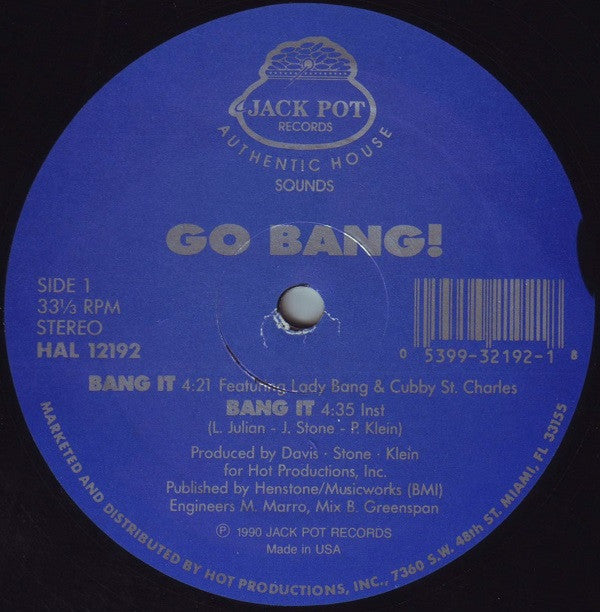 JACK POT
RECORDS
AUTHENTIC HOUSE
SOUNDS
GO BANG!
SIDE 1
33⅓ RPM
STEREO
HAL 12192
0 5399-32192-1 8
BANG IT 4:21 Featuring Lady Bang & Cubby St. Charles
BANG IT 4:35 Inst
(L. Julian - J. Stone - P. Klein)
Produced by Davis · Stone · Klein
for Hot Productions, Inc.
Published by Henstone/Musicworks (BMI)
Engineers M. Marro, Mix B. Greenspan
℗ 1990 JACK POT RECORDS
Made in USA
MARKETED AND DISTRIBUTED BY HOT PRODUCTIONS, INC., 7360 S.W. 48th ST. MIAMI, FL 33155